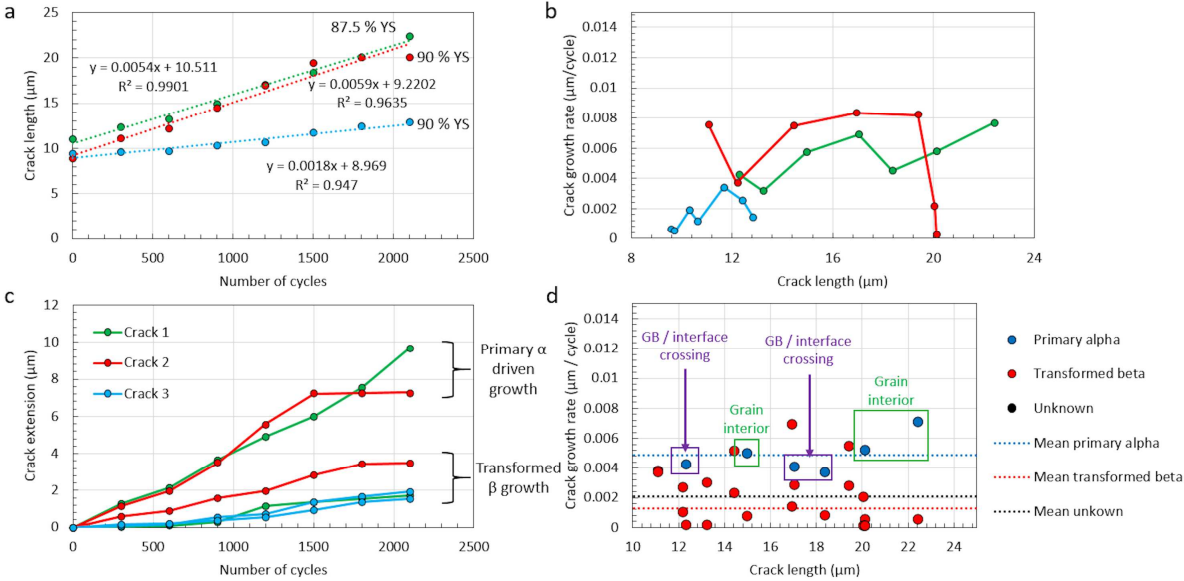 a
87.5 % YS
90 % YS
y = 0.0054x + 10.511
R² = 0.9901
y = 0.0059x + 9.2202
R² = 0.9635
90 % YS
y = 0.0018x + 8.969
R² = 0.947
Crack length (µm)
25
20
15
10
5
0
0 500 1000 1500 2000 2500
Number of cycles
b
Crack growth rate (µm/cycle)
0.014
0.012
0.01
0.008
0.006
0.004
0.002
0
8 12 16 20 24
Crack length (µm)
c
Crack extension (µm)
12
10
8
6
4
2
0
Crack 1
Crack 2
Crack 3
Primary α
driven
growth
Transformed
β growth
0 500 1000 1500 2000 2500
Number of cycles
d
Crack growth rate (µm / cycle)
0.014
0.012
0.01
0.008
0.006
0.004
0.002
0
GB / interface
crossing
GB / interface
crossing
Grain
interior
Grain
interior
10 12 14 16 18 20 22 24
Crack length (µm)
Primary alpha
Transformed beta
Unknown
Mean primary alpha
Mean transformed beta
Mean unknown